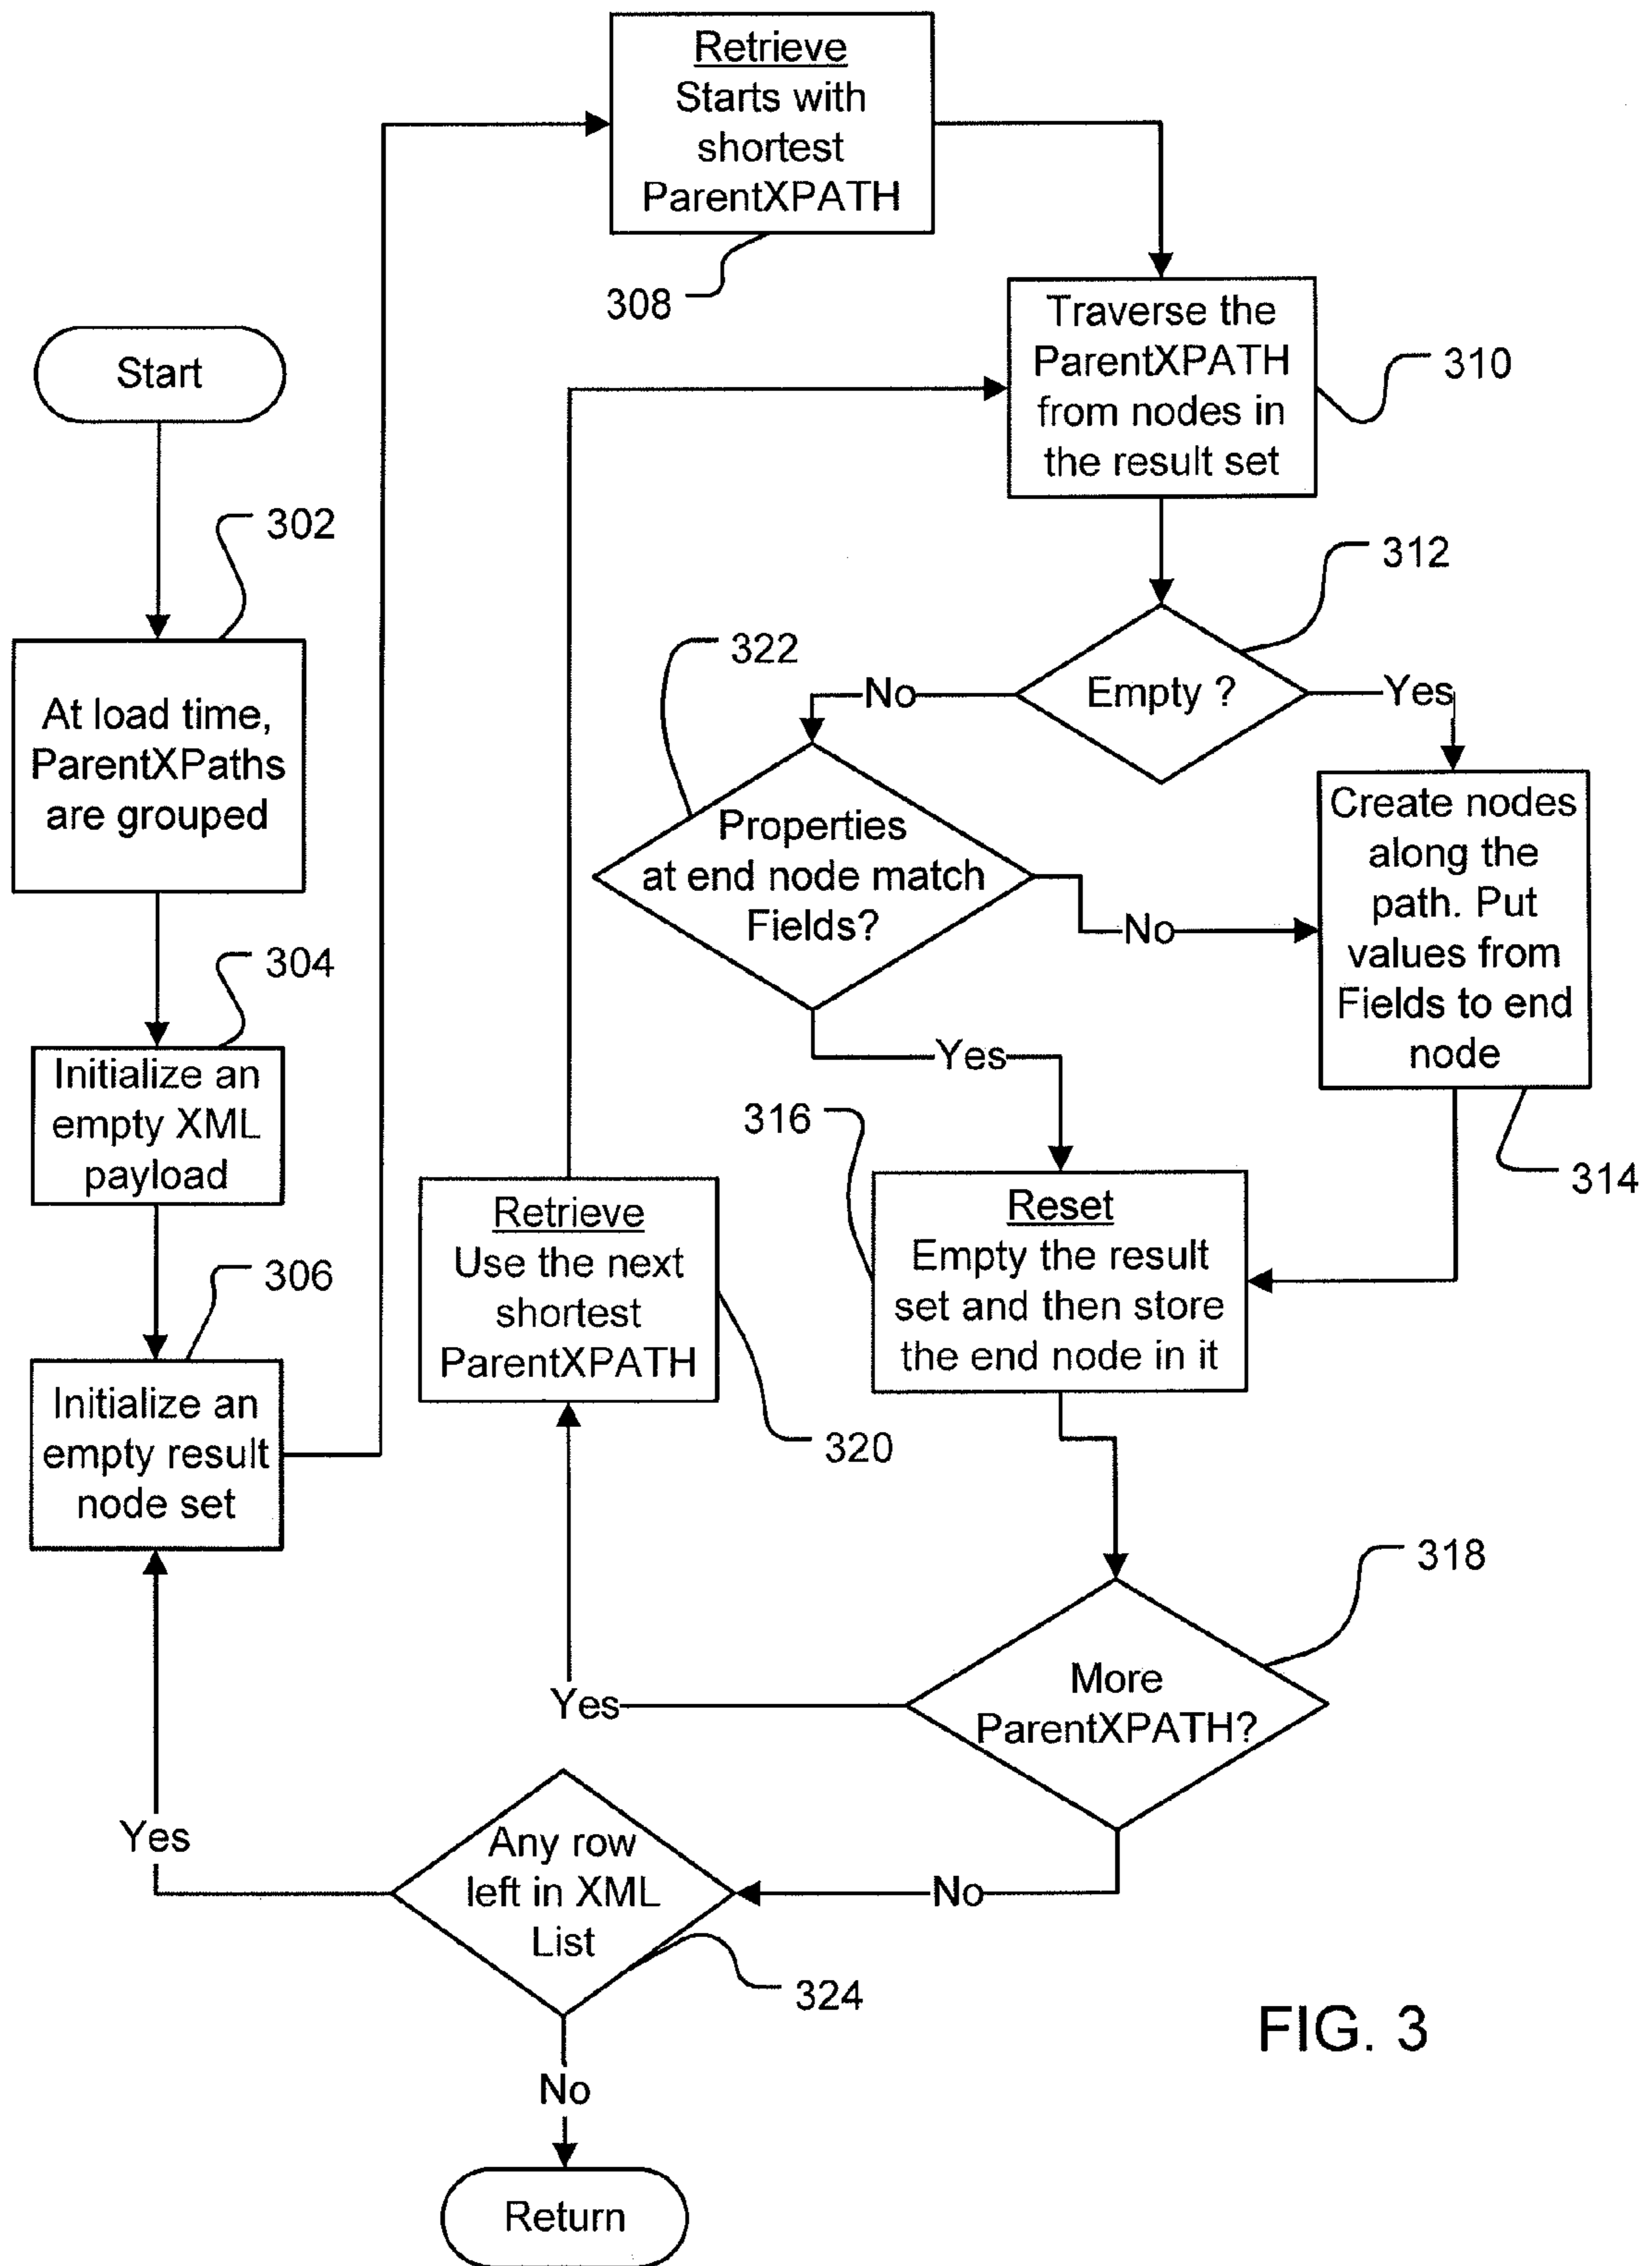 Retrieve
Starts with
shortest
ParentXPATH
308
Start
Traverse the
ParentXPATH
from nodes in
the result set
310
302
At load time,
ParentXPaths
are grouped
312
Empty ?
No
Yes
322
Properties
at end node match
Fields?
No
Yes
Create nodes
along the
path. Put
values from
Fields to end
node
314
304
Initialize an
empty XML
payload
316
Reset
Empty the result
set and then store
the end node in it
Retrieve
Use the next
shortest
ParentXPATH
320
306
Initialize an
empty result
node set
318
More
ParentXPATH?
Yes
No
Any row
left in XML
List
324
Yes
No
Return
FIG. 3